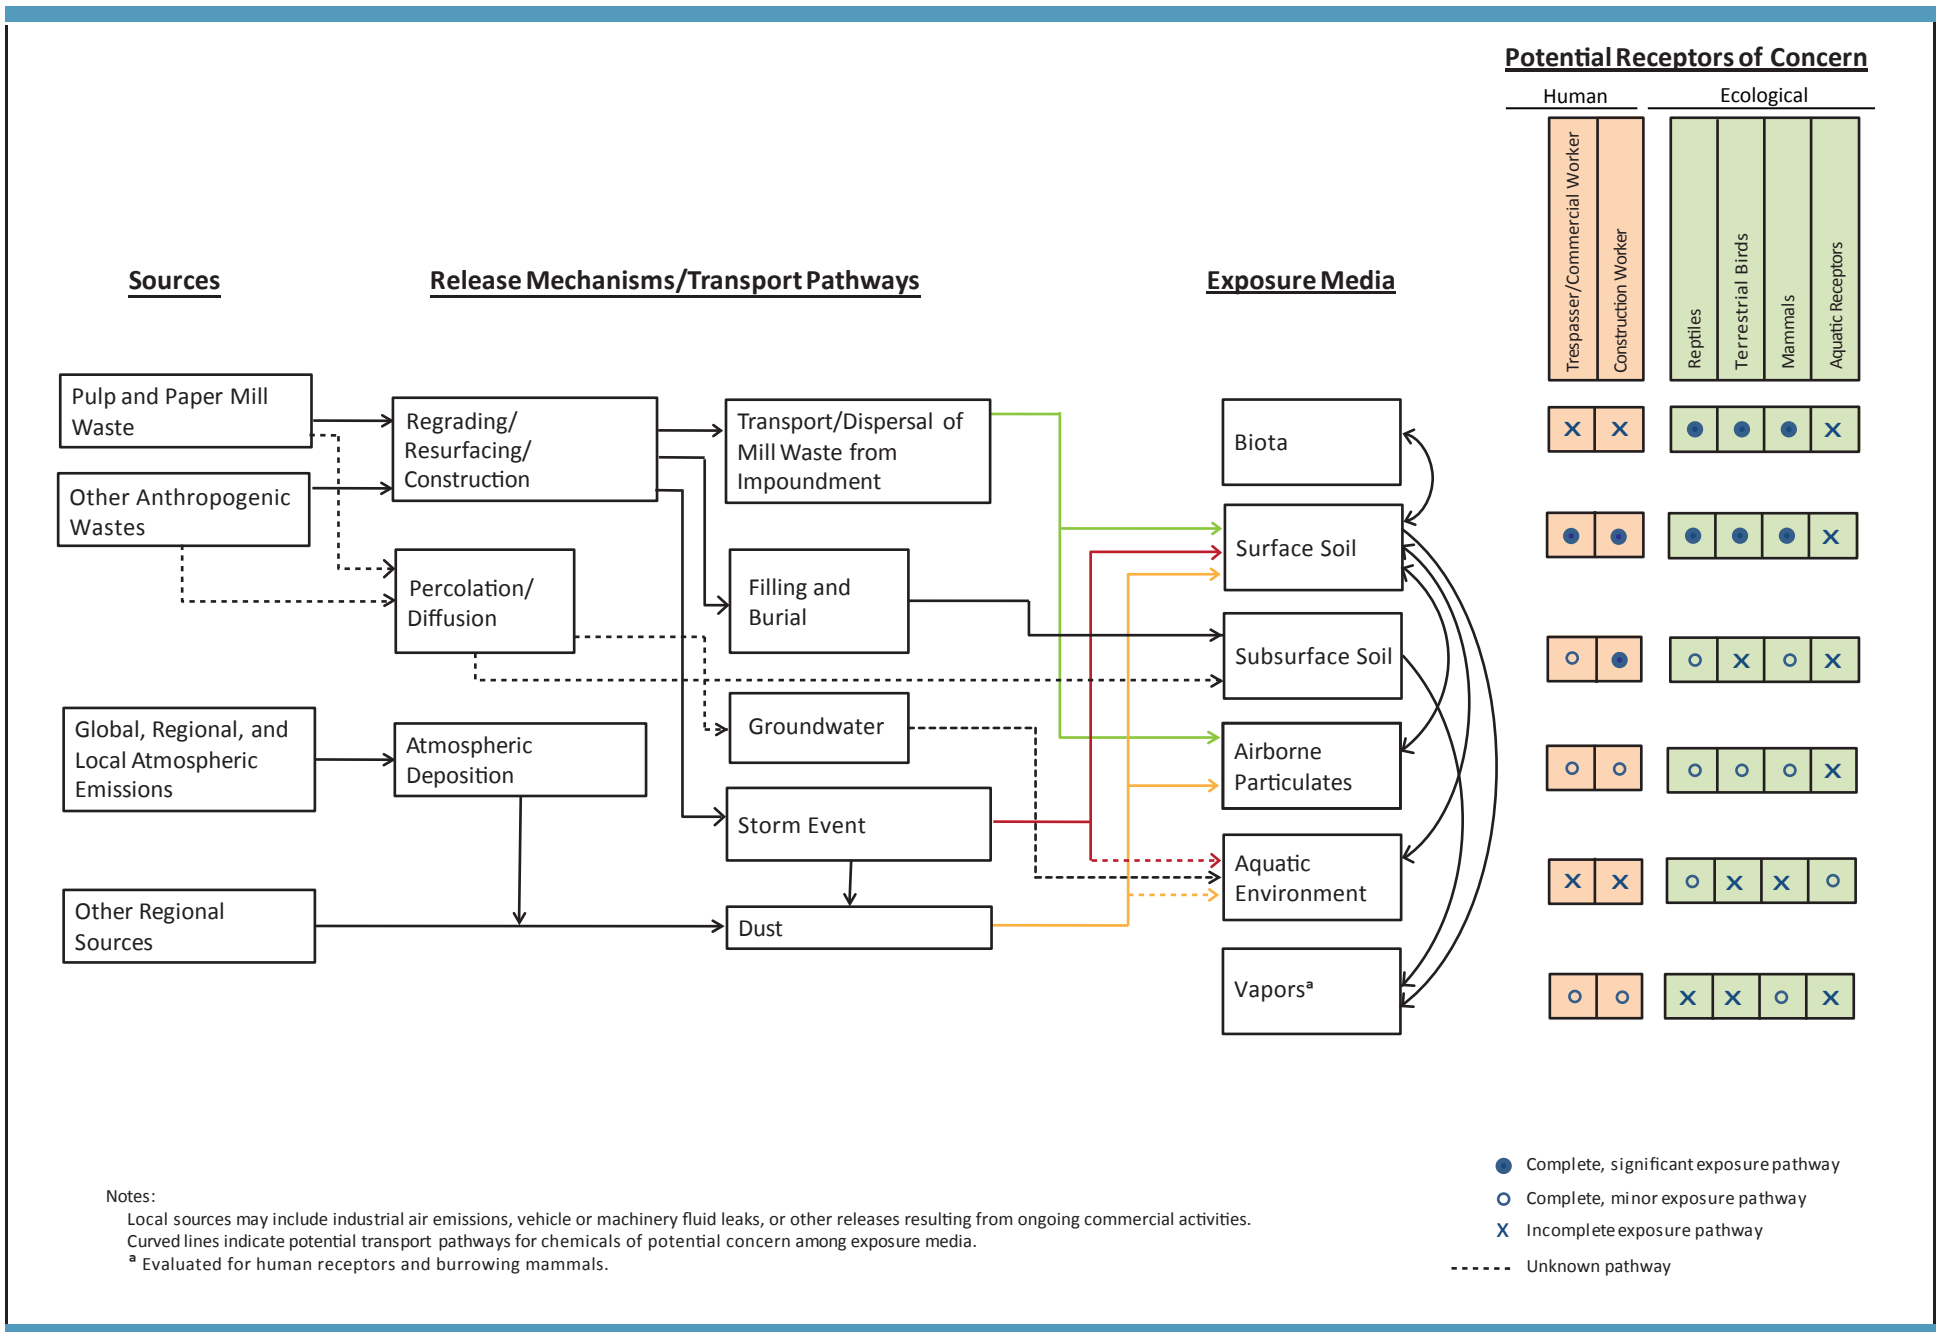 Potential Receptors of Concern
Human
Ecological
Trespasser/Commercial Worker
Construction Worker
Reptiles
Terrestrial Birds
Mammals
Aquatic Receptors
Sources
Release Mechanisms/Transport Pathways
Exposure Media
Pulp and Paper Mill
Waste
Other Anthropogenic
Wastes
Global, Regional, and
Local Atmospheric
Emissions
Other Regional
Sources
Regrading/
Resurfacing/
Construction
Percolation/
Diffusion
Atmospheric
Deposition
Transport/Dispersal of
Mill Waste from
Impoundment
Filling and
Burial
Groundwater
Storm Event
Dust
Biota
X X X
Surface Soil
X
Subsurface Soil
X X
Airborne
Particulates
X
Aquatic
Environment
X X X X
Vaporsª
X X X
Complete, significant exposure pathway
Complete, minor exposure pathway
X Incomplete exposure pathway
Unknown pathway
Notes:
Local sources may include industrial air emissions, vehicle or machinery fluid leaks, or other releases resulting from ongoing commercial activities.
Curved lines indicate potential transport pathways for chemicals of potential concern among exposure media.
ª Evaluated for human receptors and burrowing mammals.